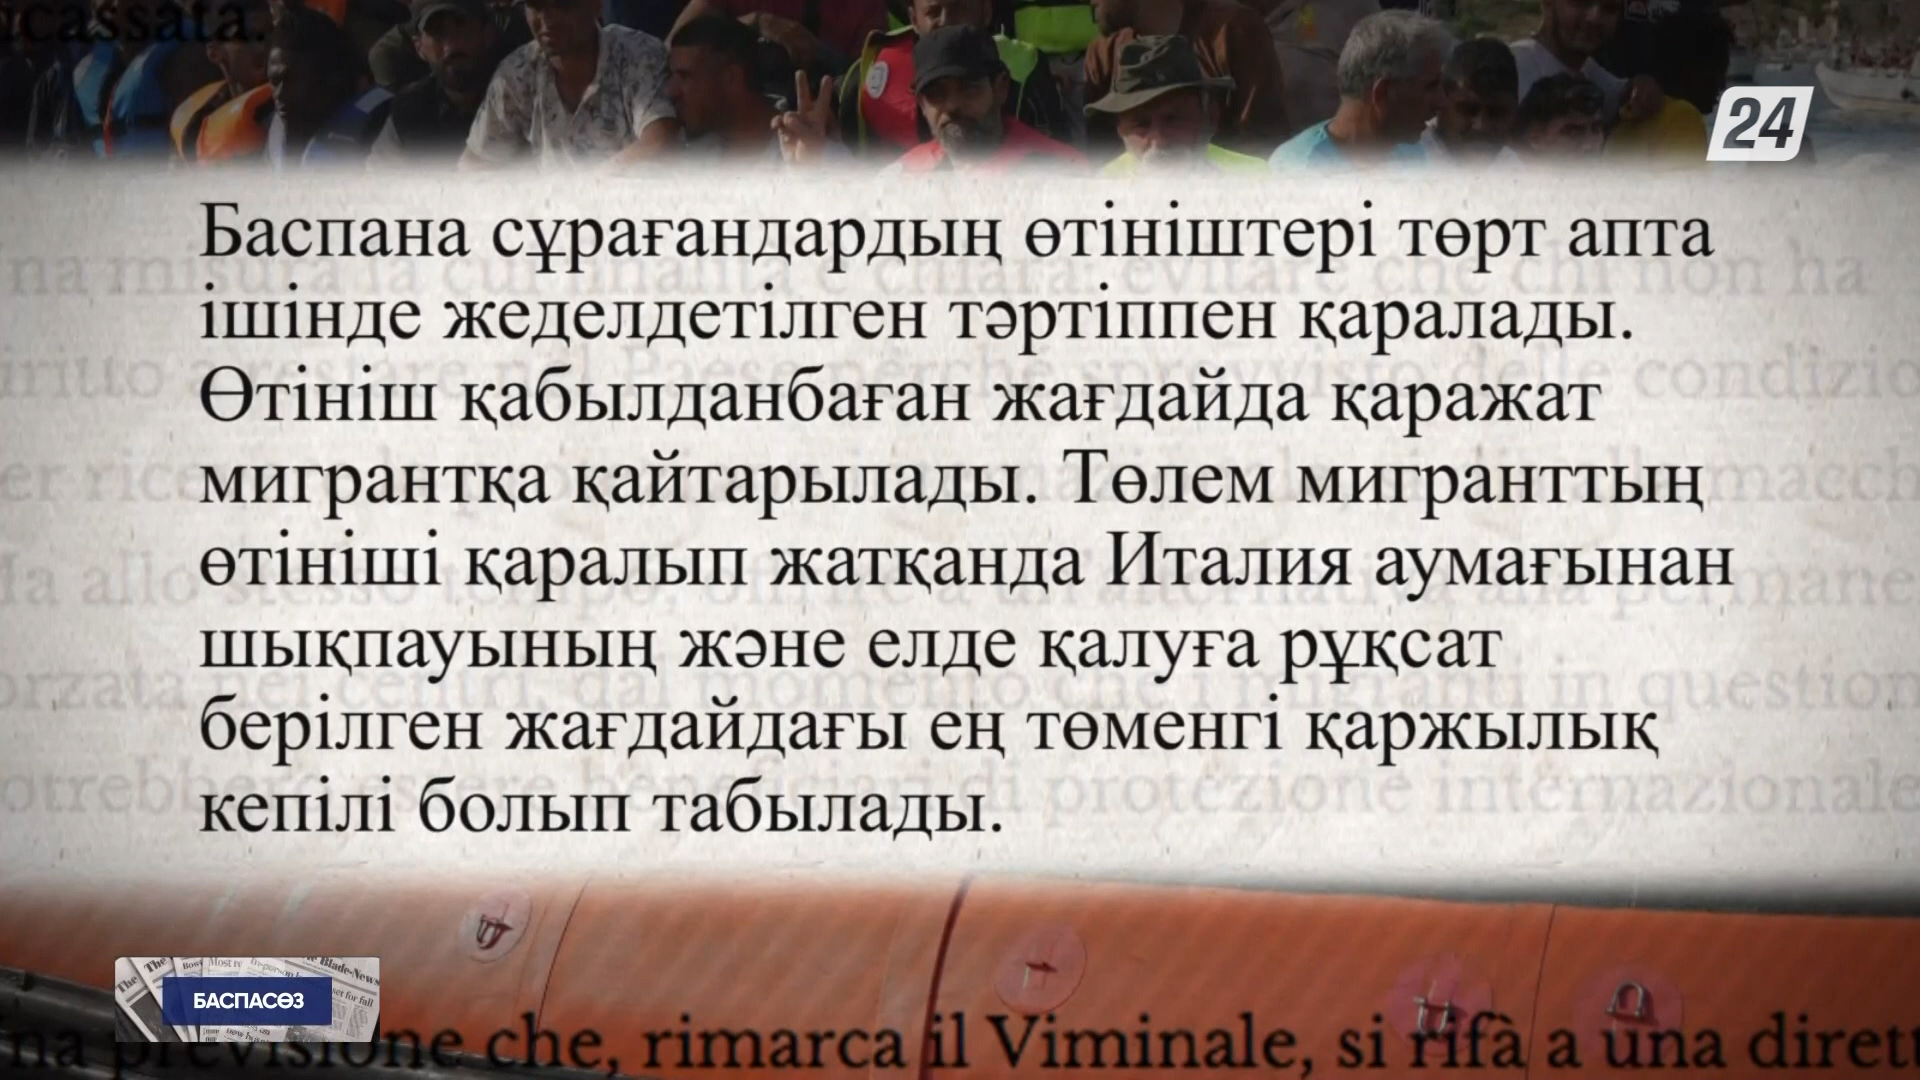 icassata.
24
Баспана сұрағандардың өтініштері төрт апта
ішінде жеделдетілген тәртіппен қаралады.
Өтініш қабылданбаған жағдайда қаражат
мигрантқа қайтарылады. Төлем мигранттың
өтініші қаралып жатқанда Италия аумағынан
шықпауының және елде қалуға рұқсат
берілген жағдайдағы ең төменгі қаржылық
кепілі болып табылады.
БАСПАСӨЗ
na previsione che, rimarca il Viminale, si rifà a una dirett